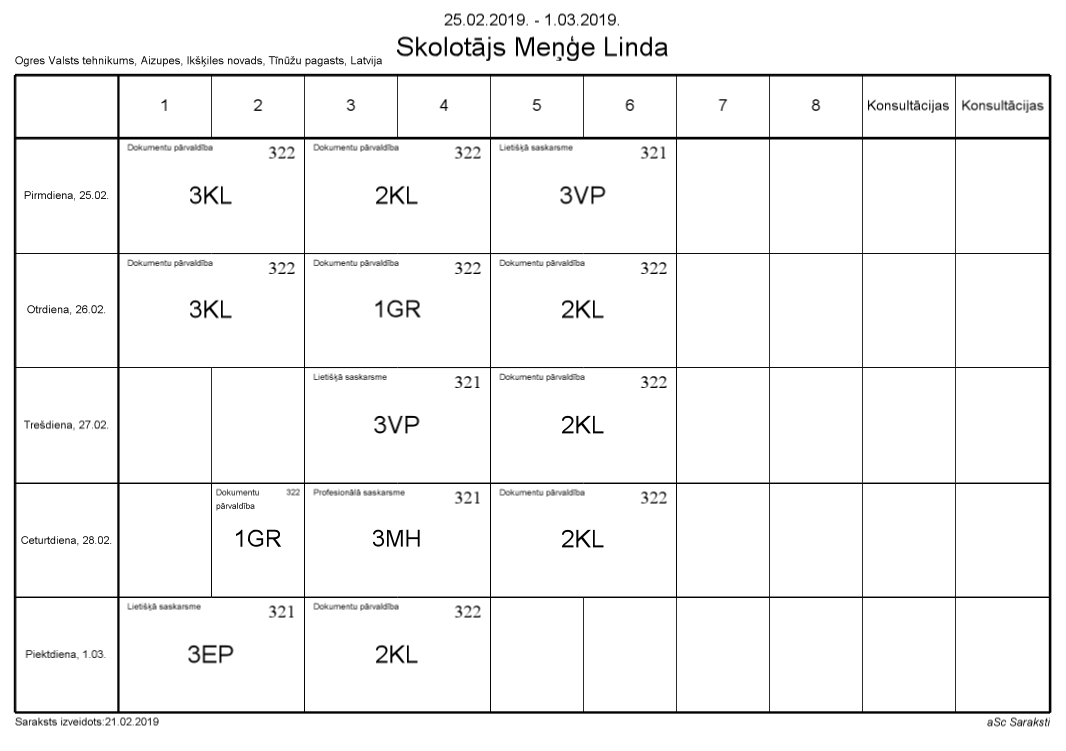 25.02.2019. - 1.03.2019.
Skolotājs Meņģe Linda
Ogres Valsts tehnikums, Aizupes, Ikšķiles novads, Tīnūžu pagasts, Latvija
1 2 3 4 5 6 7 8 Konsultācijas Konsultācijas
Dokumentu pārvaldība 322 Dokumentu pārvaldība 322 Lietišķā saskarsme 321
Pirmdiena, 25.02. 3KL 2KL 3VP
Dokumentu pārvaldība 322 Dokumentu pārvaldība 322 Dokumentu pārvaldība 322
Otrdiena, 26.02. 3KL 1GR 2KL
Lietišķā saskarsme 321 Dokumentu pārvaldība 322
Trešdiena, 27.02. 3VP 2KL
Dokumentu 322 Profesionālā saskarsme 321 Dokumentu pārvaldība 322
pārvaldība
Ceturtdiena, 28.02. 1GR 3MH 2KL
Lietišķā saskarsme 321 Dokumentu pārvaldība 322
Piektdiena, 1.03. 3EP 2KL
Saraksts izveidots:21.02.2019 aSc Saraksti